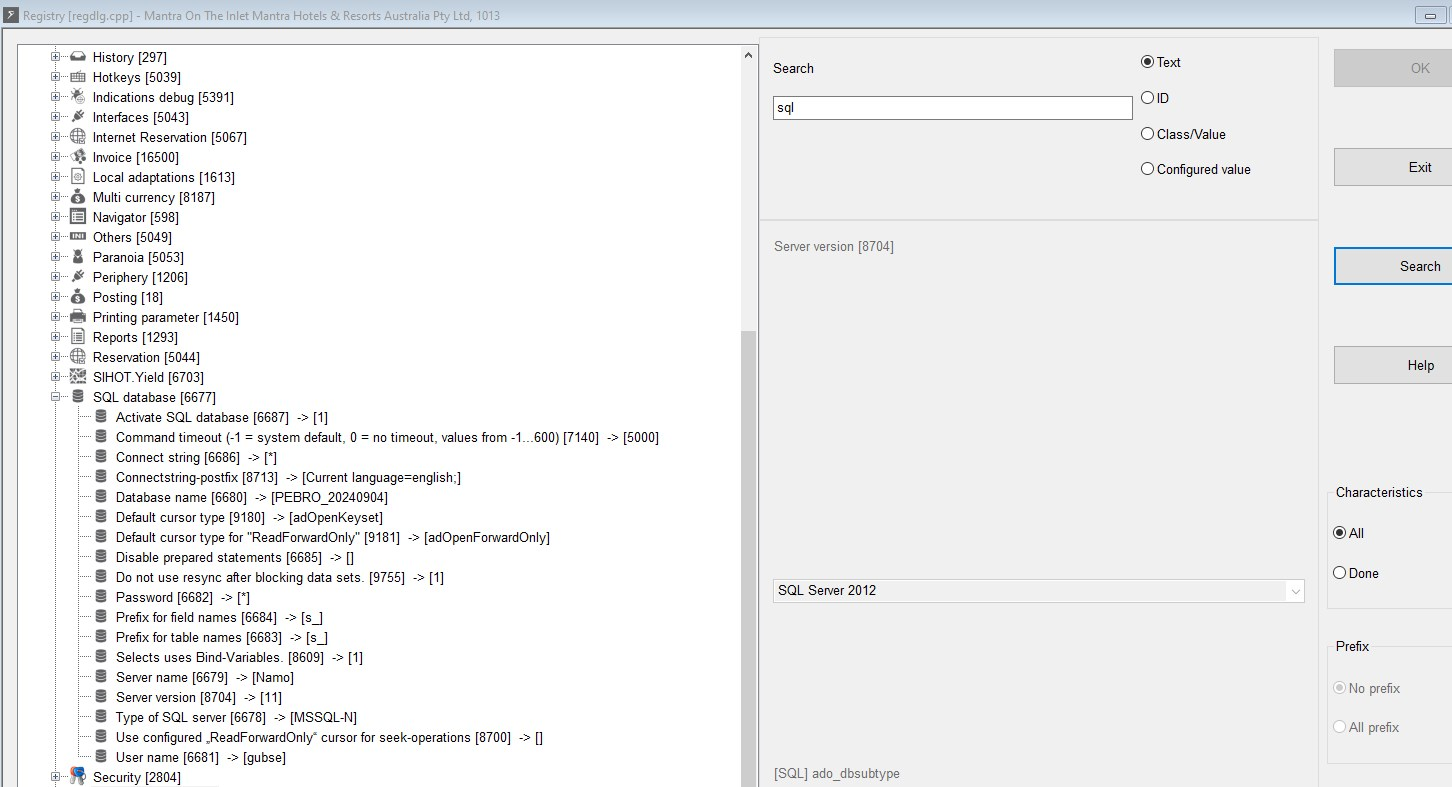 Registry [regdlg.cpp] - Mantra On The Inlet Mantra Hotels & Resorts Australia Pty Ltd, 1013
History [297]
Hotkeys [5039]
Indications debug [5391]
Interfaces [5043]
Internet Reservation [5067]
Invoice [16500]
Local adaptations [1613]
Multi currency [8187]
Navigator [598]
Others [5049]
Paranoia [5053]
Periphery [1206]
Posting [18]
Printing parameter [1450]
Reports [1293]
Reservation [5044]
SIHOT.Yield [6703]
SQL database [6677]
Activate SQL database [6687] -> [1]
Command timeout (-1 = system default, 0 = no timeout, values from -1...600) [7140] -> [5000]
Connect string [6686] -> [*]
Connectstring-postfix [8713] -> [Current language=english;]
Database name [6680] -> [PEBRO_20240904]
Default cursor type [9180] -> [adOpenKeyset]
Default cursor type for "ReadForwardOnly" [9181] -> [adOpenForwardOnly]
Disable prepared statements [6685] -> []
Do not use resync after blocking data sets. [9755] -> [1]
Password [6682] -> [*]
Prefix for field names [6684] -> [s_]
Prefix for table names [6683] -> [s_]
Selects uses Bind-Variables. [8609] -> [1]
Server name [6679] -> [Namo]
Server version [8704] -> [11]
Type of SQL server [6678] -> [MSSQL-N]
Use configured „ReadForwardOnly“ cursor for seek-operations [8700] -> []
User name [6681] -> [gubse]
Security [2804]
Search
sql
Text
ID
Class/Value
Configured value
Server version [8704]
SQL Server 2012
[SQL] ado_dbsubtype
OK
Exit
Search
Help
Characteristics
All
Done
Prefix
No prefix
All prefix